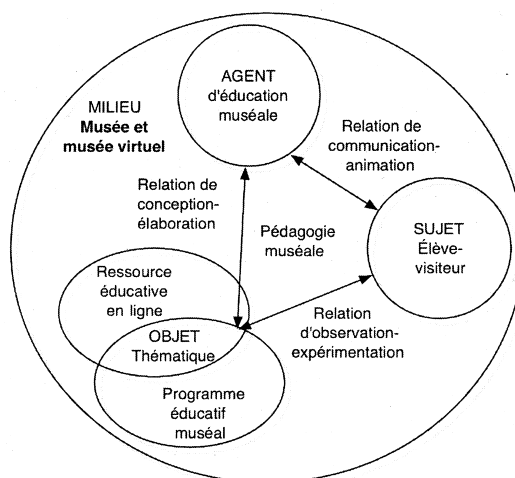 AGENT
d'éducation
muséale
MILIEU
Musée et
musée virtuel
Relation de
communication-
animation
Relation de
conception-
élaboration
Pédagogie
muséale
SUJET
Élève-
visiteur
Ressource
éducative
en ligne
OBJET
Thématique
Relation
d'observation-
expérimentation
Programme
éducatif
muséal